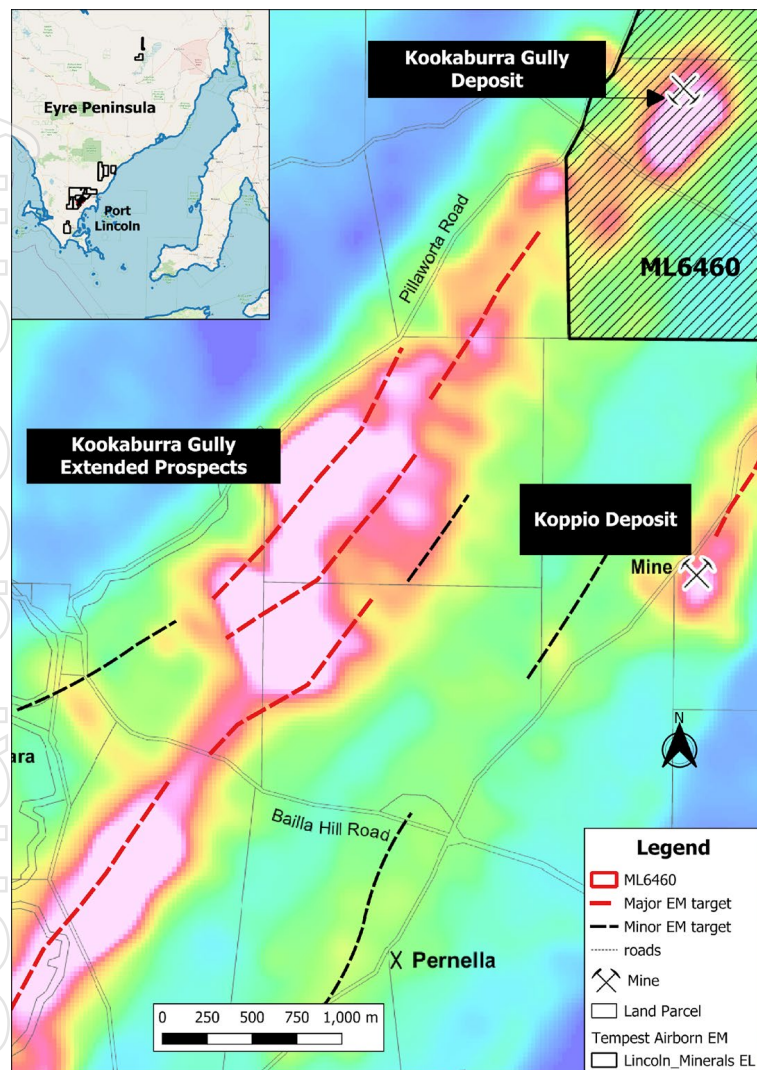 Eyre Peninsula
Port
Lincoln
Kookaburra Gully
Deposit
Pillaworta Road
ML6460
Kookaburra Gully
Extended Prospects
Koppio Deposit
Mine
N
ara
Bailla Hill Road
Pernella
0 250 500 750 1,000 m
Legend
ML6460
Major EM target
Minor EM target
roads
Mine
Land Parcel
Tempest Airborn EM
Lincoln_Minerals EL